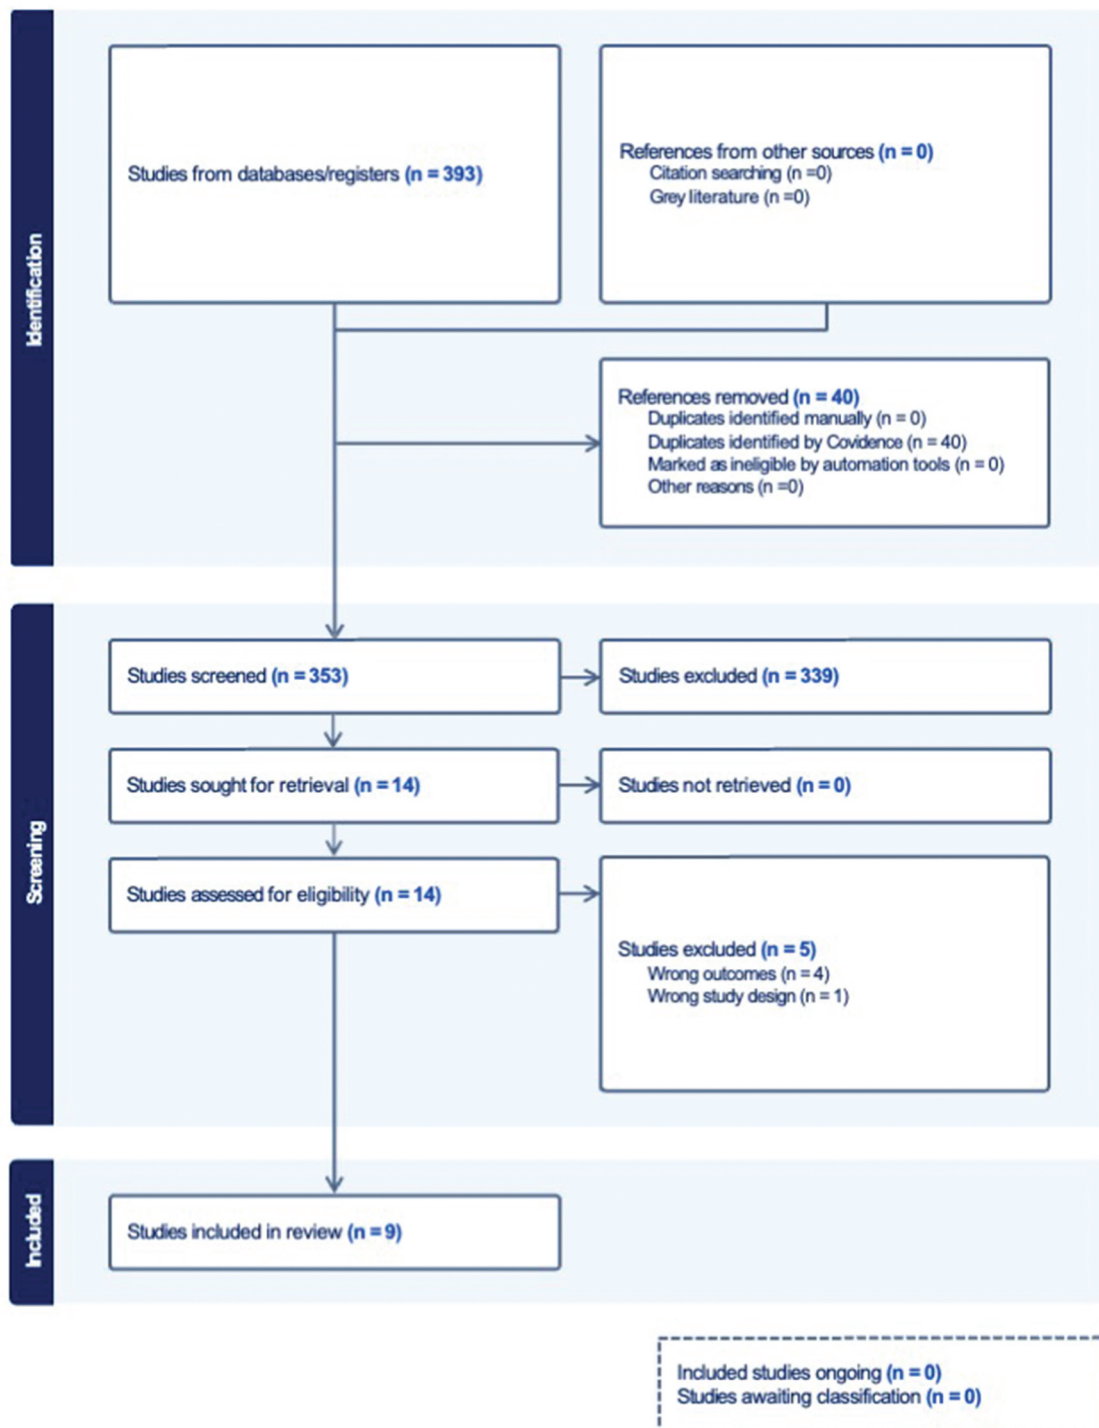 Identification
Studies from databases/registers (n = 393)
References from other sources (n = 0)
Citation searching (n =0)
Grey literature (n =0)
References removed (n = 40)
Duplicates identified manually (n = 0)
Duplicates identified by Covidence (n = 40)
Marked as ineligible by automation tools (n = 0)
Other reasons (n =0)
Screening
Studies screened (n = 353)
Studies excluded (n = 339)
Studies sought for retrieval (n = 14)
Studies not retrieved (n = 0)
Studies assessed for eligibility (n = 14)
Studies excluded (n = 5)
Wrong outcomes (n = 4)
Wrong study design (n = 1)
Included
Studies included in review (n = 9)
Included studies ongoing (n = 0)
Studies awaiting classification (n = 0)